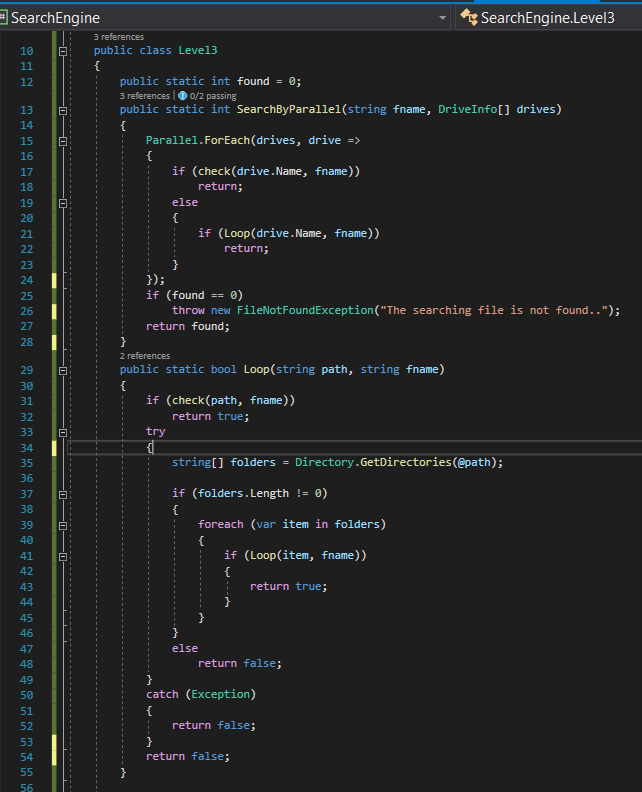 SearchEngine SearchEngine.Level3
3 references
10 public class Level3
11 {
12 public static int found = 0;
3 references | 0/2 passing
13 public static int SearchByParallel(string fname, DriveInfo[] drives)
14 {
15 Parallel.ForEach(drives, drive =>
16 {
17 if (check(drive.Name, fname))
18 return;
19 else
20 {
21 if (Loop(drive.Name, fname))
22 return;
23 }
24 });
25 if (found == 0)
26 throw new FileNotFoundException("The searching file is not found..");
27 return found;
28 }
2 references
29 public static bool Loop(string path, string fname)
30 {
31 if (check(path, fname))
32 return true;
33 try
34 {
35 string[] folders = Directory.GetDirectories(@path);
36
37 if (folders.Length != 0)
38 {
39 foreach (var item in folders)
40 {
41 if (Loop(item, fname))
42 {
43 return true;
44 }
45 }
46 }
47 else
48 return false;
49 }
50 catch (Exception)
51 {
52 return false;
53 }
54 return false;
55 }
56